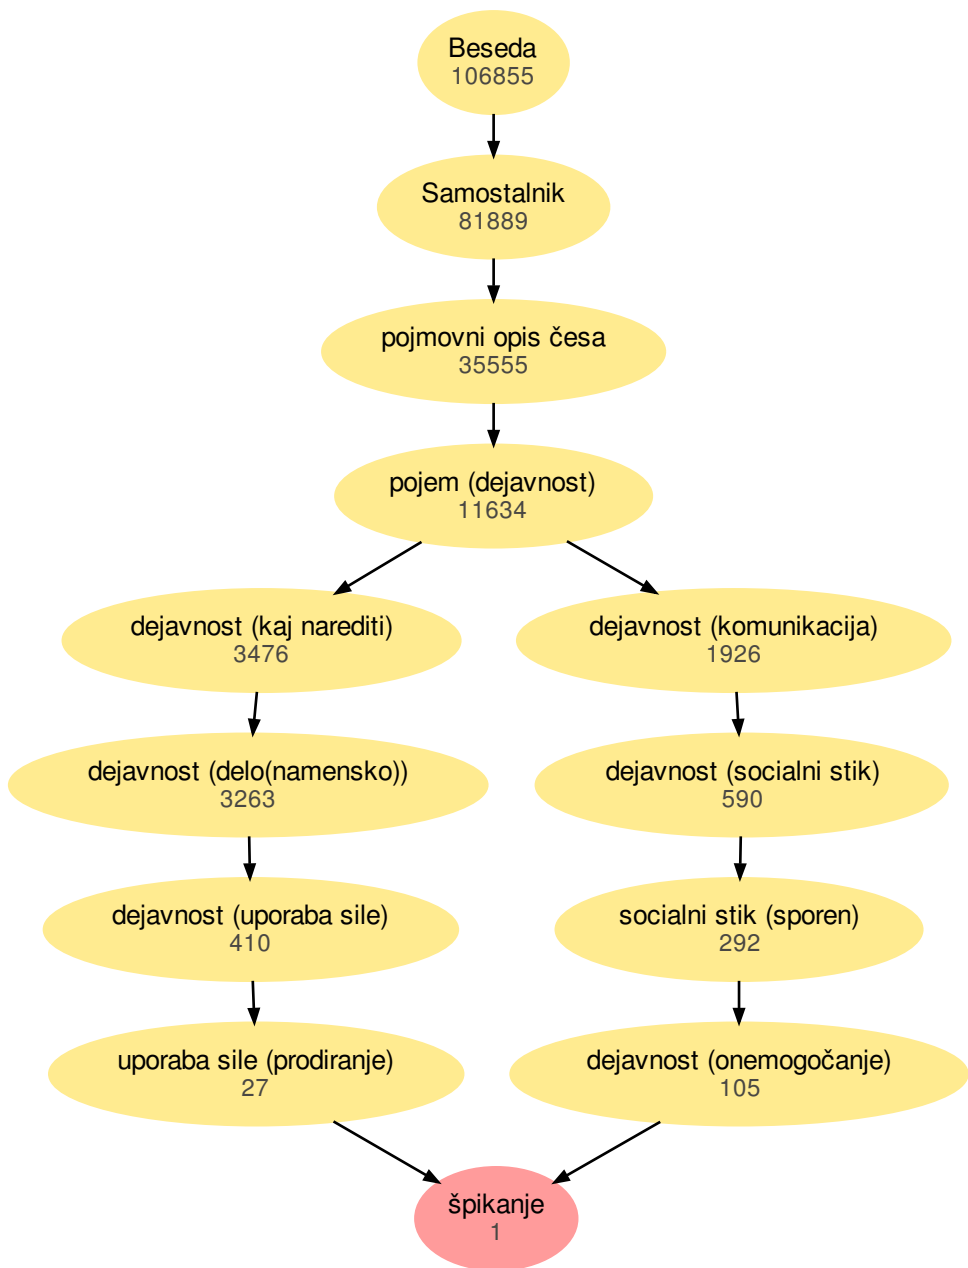 Beseda
106855
Samostalnik
81889
pojmovni opis česa
35555
pojem (dejavnost)
11634
dejavnost (kaj narediti)
3476
dejavnost (komunikacija)
1926
dejavnost (delo(namensko))
3263
dejavnost (socialni stik)
590
dejavnost (uporaba sile)
410
socialni stik (sporen)
292
uporaba sile (prodiranje)
27
dejavnost (onemogočanje)
105
špikanje
1